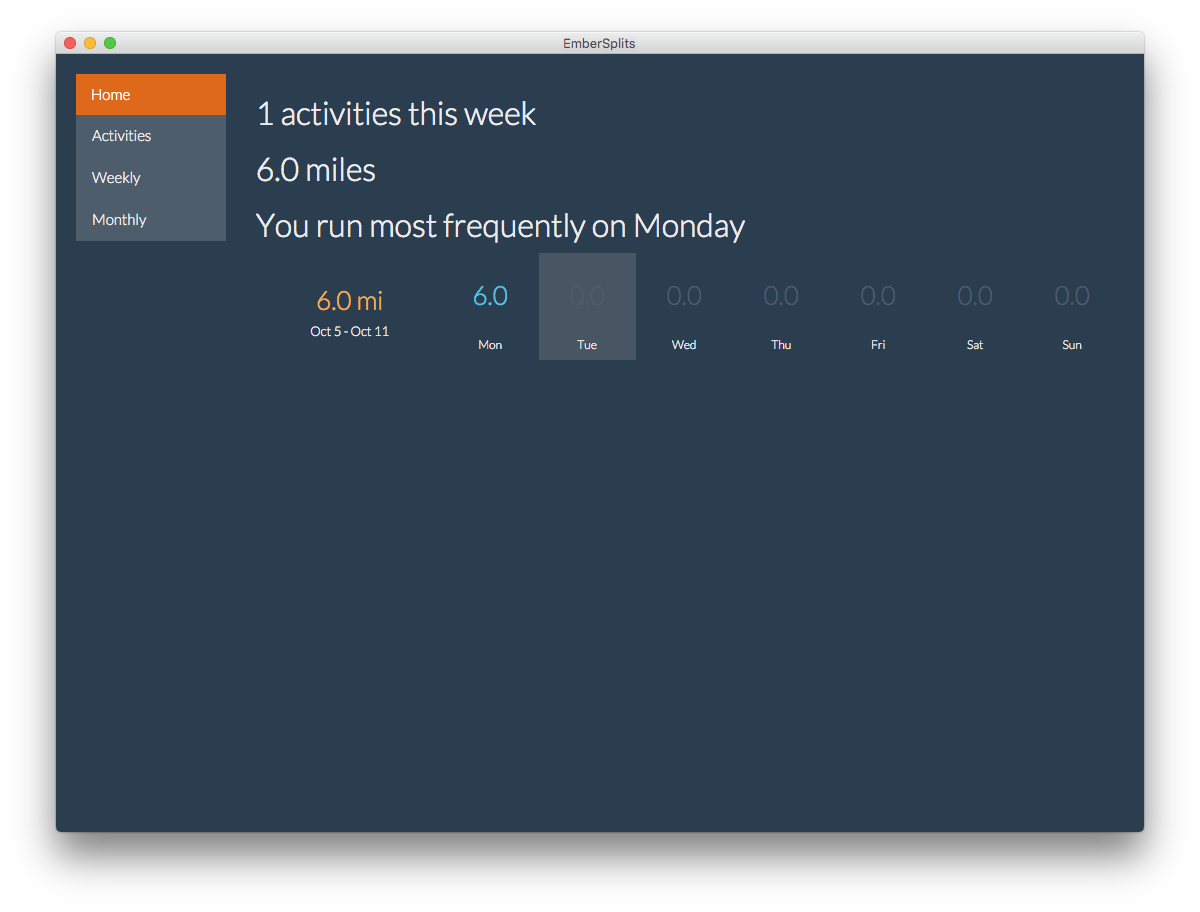 EmberSplits
Home
Activities
Weekly
Monthly
1 activities this week
6.0 miles
You run most frequently on Monday
6.0 mi
Oct 5 - Oct 11
6.0 0.0 0.0 0.0 0.0 0.0 0.0
Mon Tue Wed Thu Fri Sat Sun